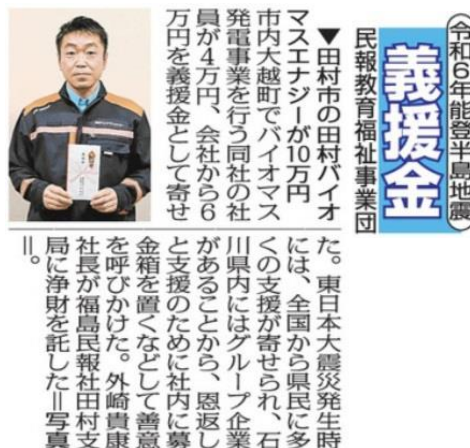 令和6年能登半島地震
義援金
民報教育福祉事業団
▼田村市の田村バイオ
マスエナジーが10万円
市内大越町でバイオマス
発電事業を行う同社の社
員が4万円、会社から6
万円を義援金として寄せ
た。東日本大震災発生時
には、全国から県民に多
くの支援が寄せられ、石
川県内にはグループ企業
があることから、恩返し
と支援のために社内に募
金箱を置くなどして善意
を呼びかけた。外崎貴康
社長が福島民報社田村支
局に浄財を託した＝写真
＝。